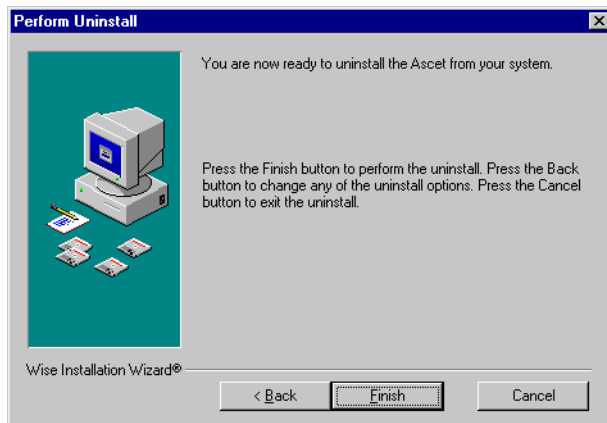 Perform Uninstall
You are now ready to uninstall the Ascet from your system.
Press the Finish button to perform the uninstall. Press the Back
button to change any of the uninstall options. Press the Cancel
button to exit the uninstall.
Wise Installation Wizard®
< Back
Finish
Cancel